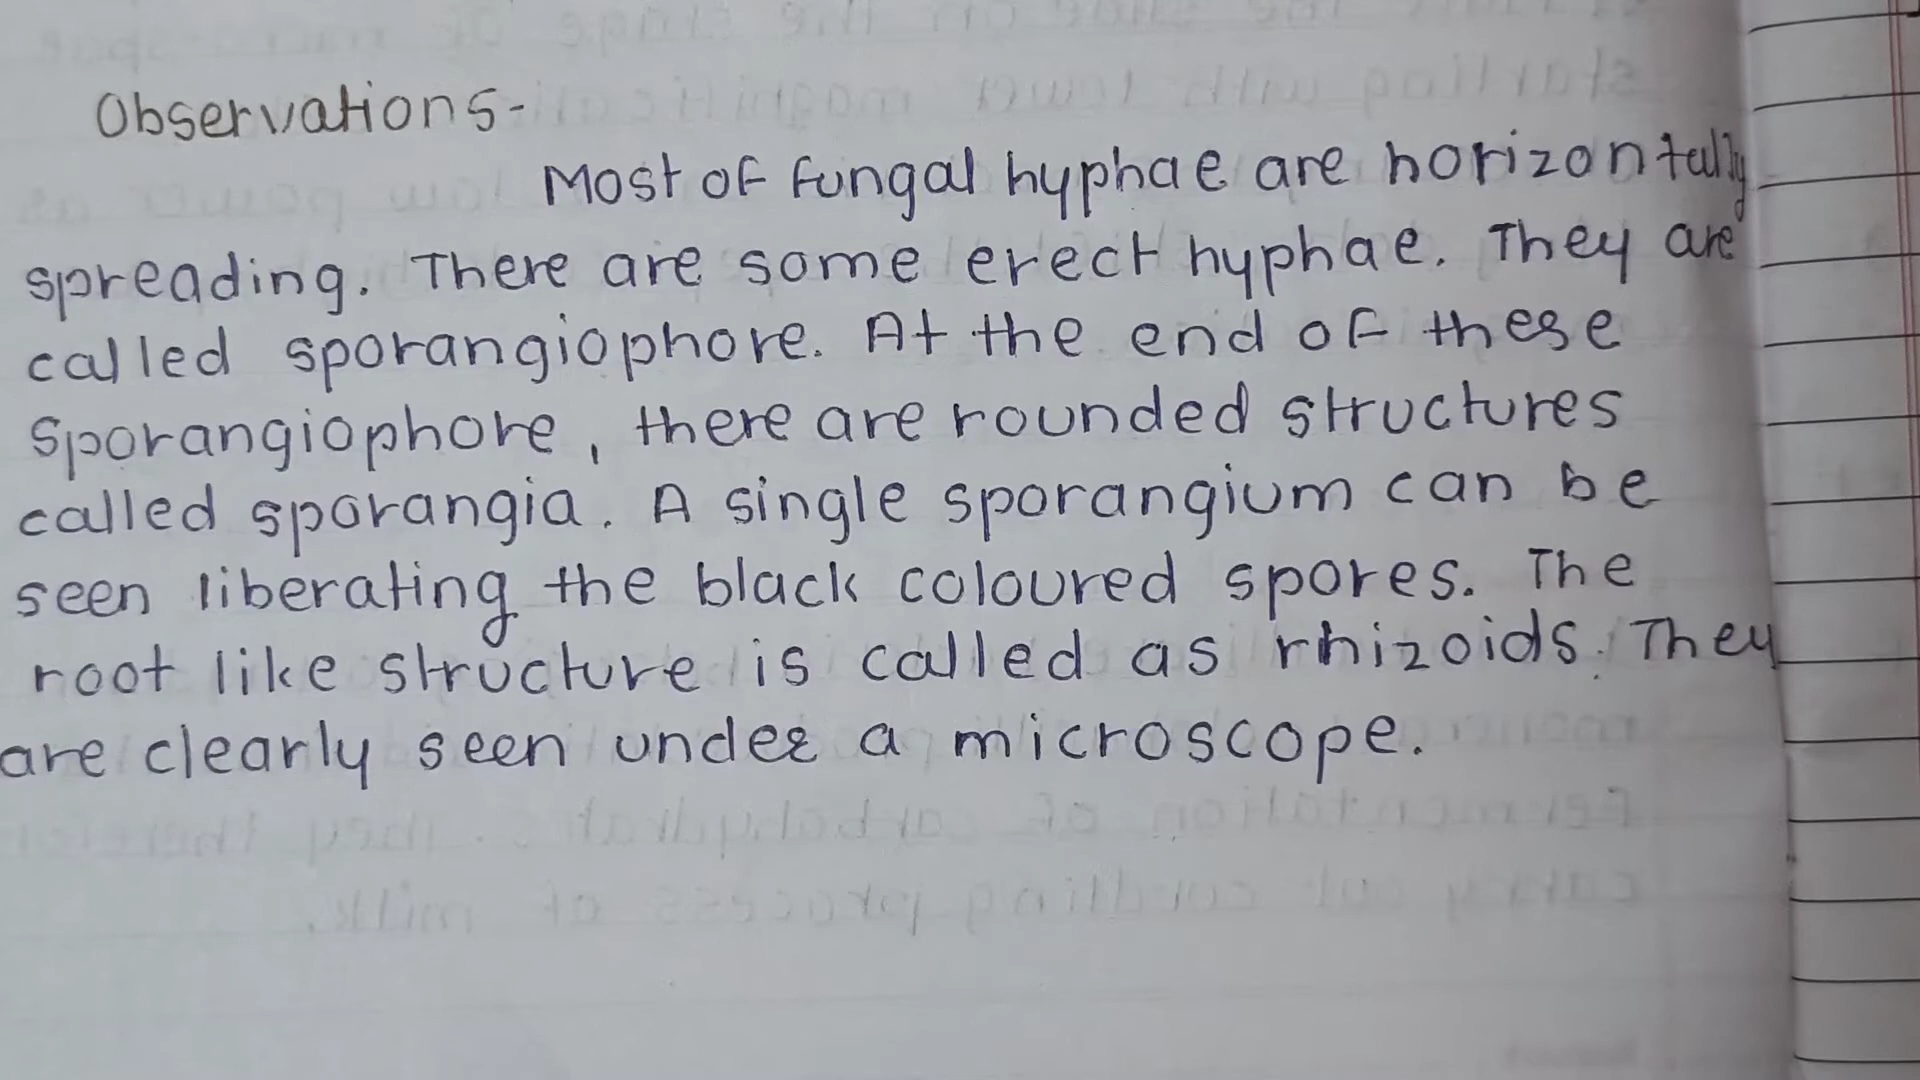 Observations-
Most of fungal hyphae are horizontally
spreading. There are some erect hyphae. They are
called sporangiophore. At the end of these
sporangiophore, there are rounded structures
called sporangia. A single sporangium can be
seen liberating the black coloured spores. The
root like structure is called as rhizoids. They
are clearly seen under a microscope.